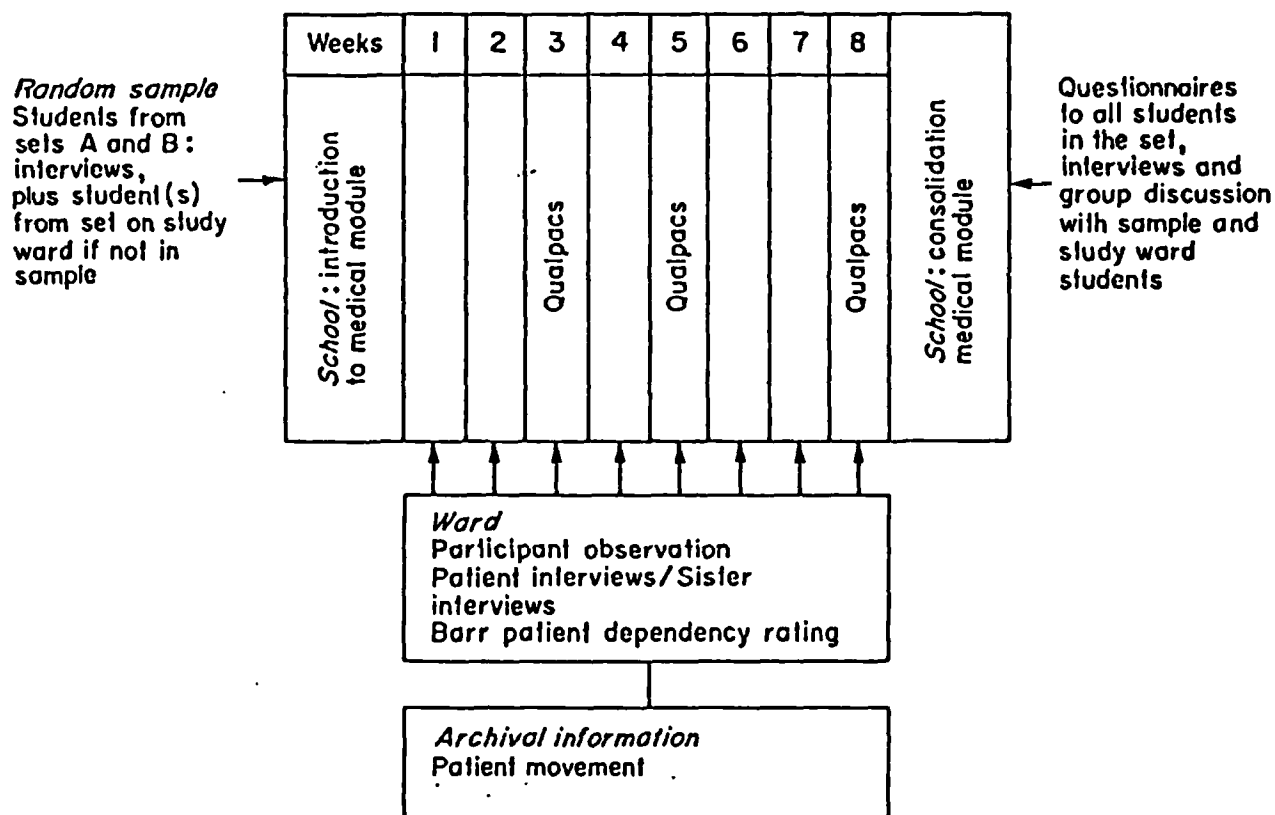 Weeks 1 2 3 4 5 6 7 8
Random sample
Students from
sets A and B:
interviews,
plus student(s)
from set on study
ward if not in
sample
School: introduction
to medical module
Qualpacs
Qualpacs
Qualpacs
School: consolidation
medical module
Questionnaires
to all students
in the set,
interviews and
group discussion
with sample and
study ward
students
Ward
Participant observation
Patient interviews/Sister
interviews
Barr patient dependency rating
Archival information
Patient movement